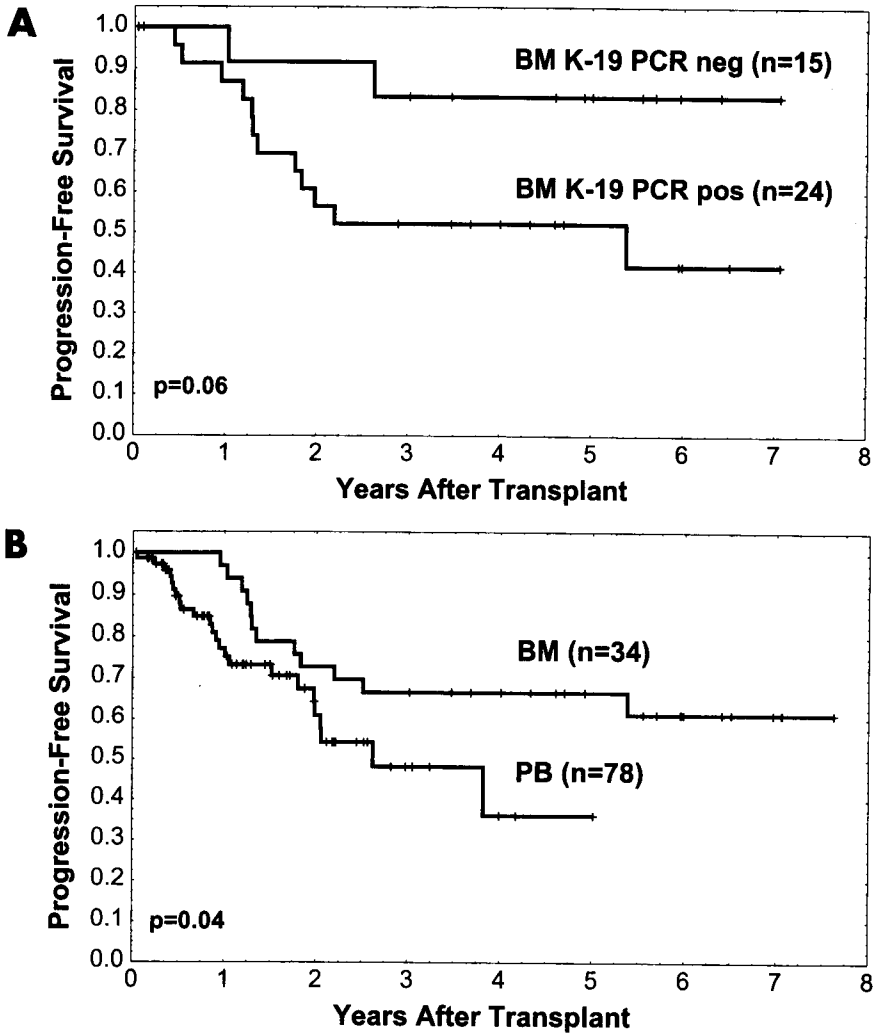 A
1.0
0.9
0.8
0.7
0.6
0.5
0.4
0.3
0.2
0.1
0.0
Progression-Free Survival
BM K-19 PCR neg (n=15)
BM K-19 PCR pos (n=24)
p=0.06
0 1 2 3 4 5 6 7 8
Years After Transplant
B
1.0
0.9
0.8
0.7
0.6
0.5
0.4
0.3
0.2
0.1
0.0
Progression-Free Survival
BM (n=34)
PB (n=78)
p=0.04
0 1 2 3 4 5 6 7 8
Years After Transplant